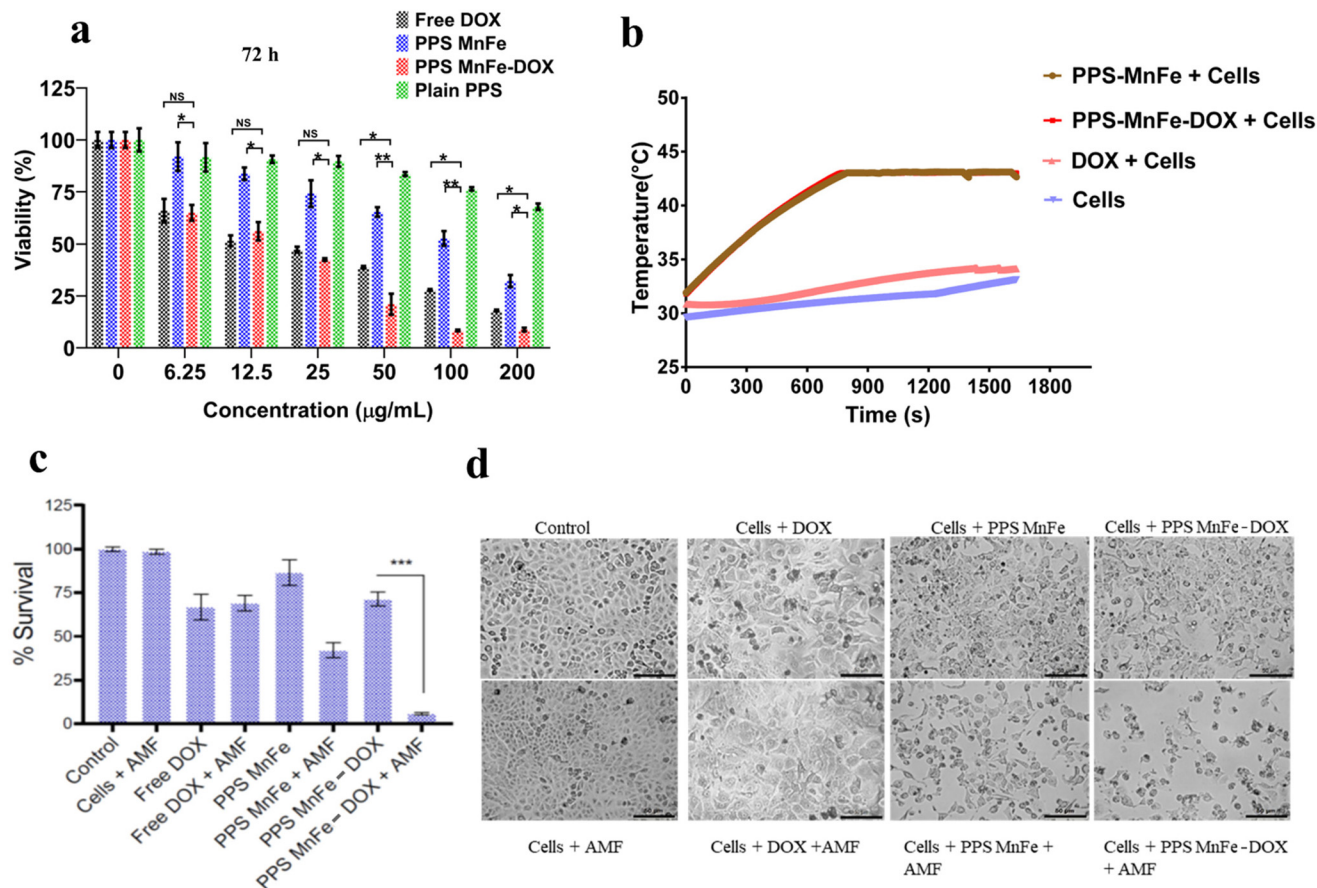 a
72 h
Free DOX
PPS MnFe
PPS MnFe-DOX
Plain PPS
Viability (%)
125
100
75
50
25
0
NS
*
NS
*
NS
*
*
**
*
**
*
*
0 6.25 12.5 25 50 100 200
Concentration (μg/mL)
b
PPS-MnFe + Cells
PPS-MnFe-DOX + Cells
DOX + Cells
Cells
Temperature(°C)
50
45
40
35
30
25
0 300 600 900 1200 1500 1800
Time (s)
c
% Survival
125
100
75
50
25
0
***
Control
Cells + AMF
Free DOX
Free DOX + AMF
PPS MnFe
PPS MnFe + AMF
PPS MnFe – DOX
PPS MnFe – DOX + AMF
d
Control Cells + DOX Cells + PPS MnFe Cells + PPS MnFe-DOX
Cells + AMF Cells + DOX +AMF Cells + PPS MnFe + Cells + PPS MnFe-DOX
AMF + AMF